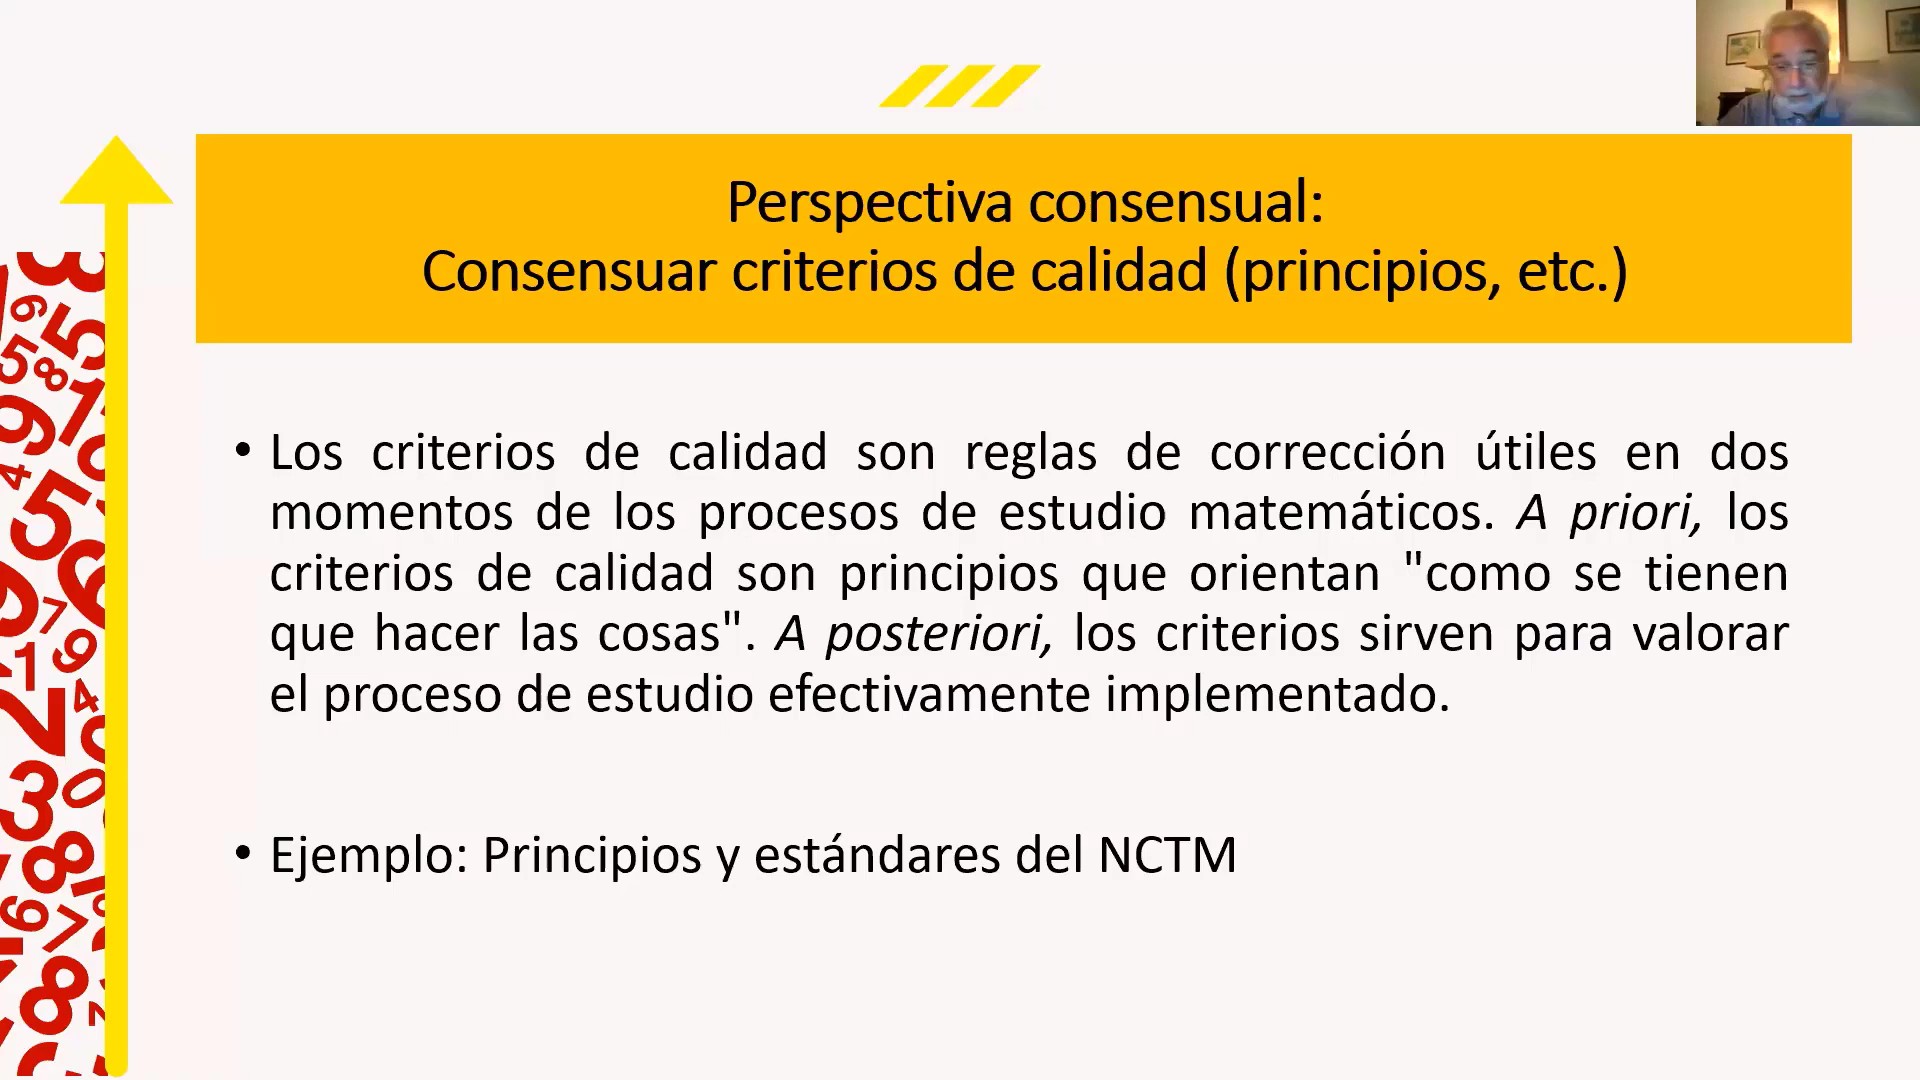 Perspectiva consensual:
Consensuar criterios de calidad (principios, etc.)
• Los criterios de calidad son reglas de corrección útiles en dos
momentos de los procesos de estudio matemáticos. A priori, los
criterios de calidad son principios que orientan "como se tienen
que hacer las cosas". A posteriori, los criterios sirven para valorar
el proceso de estudio efectivamente implementado.
• Ejemplo: Principios y estándares del NCTM